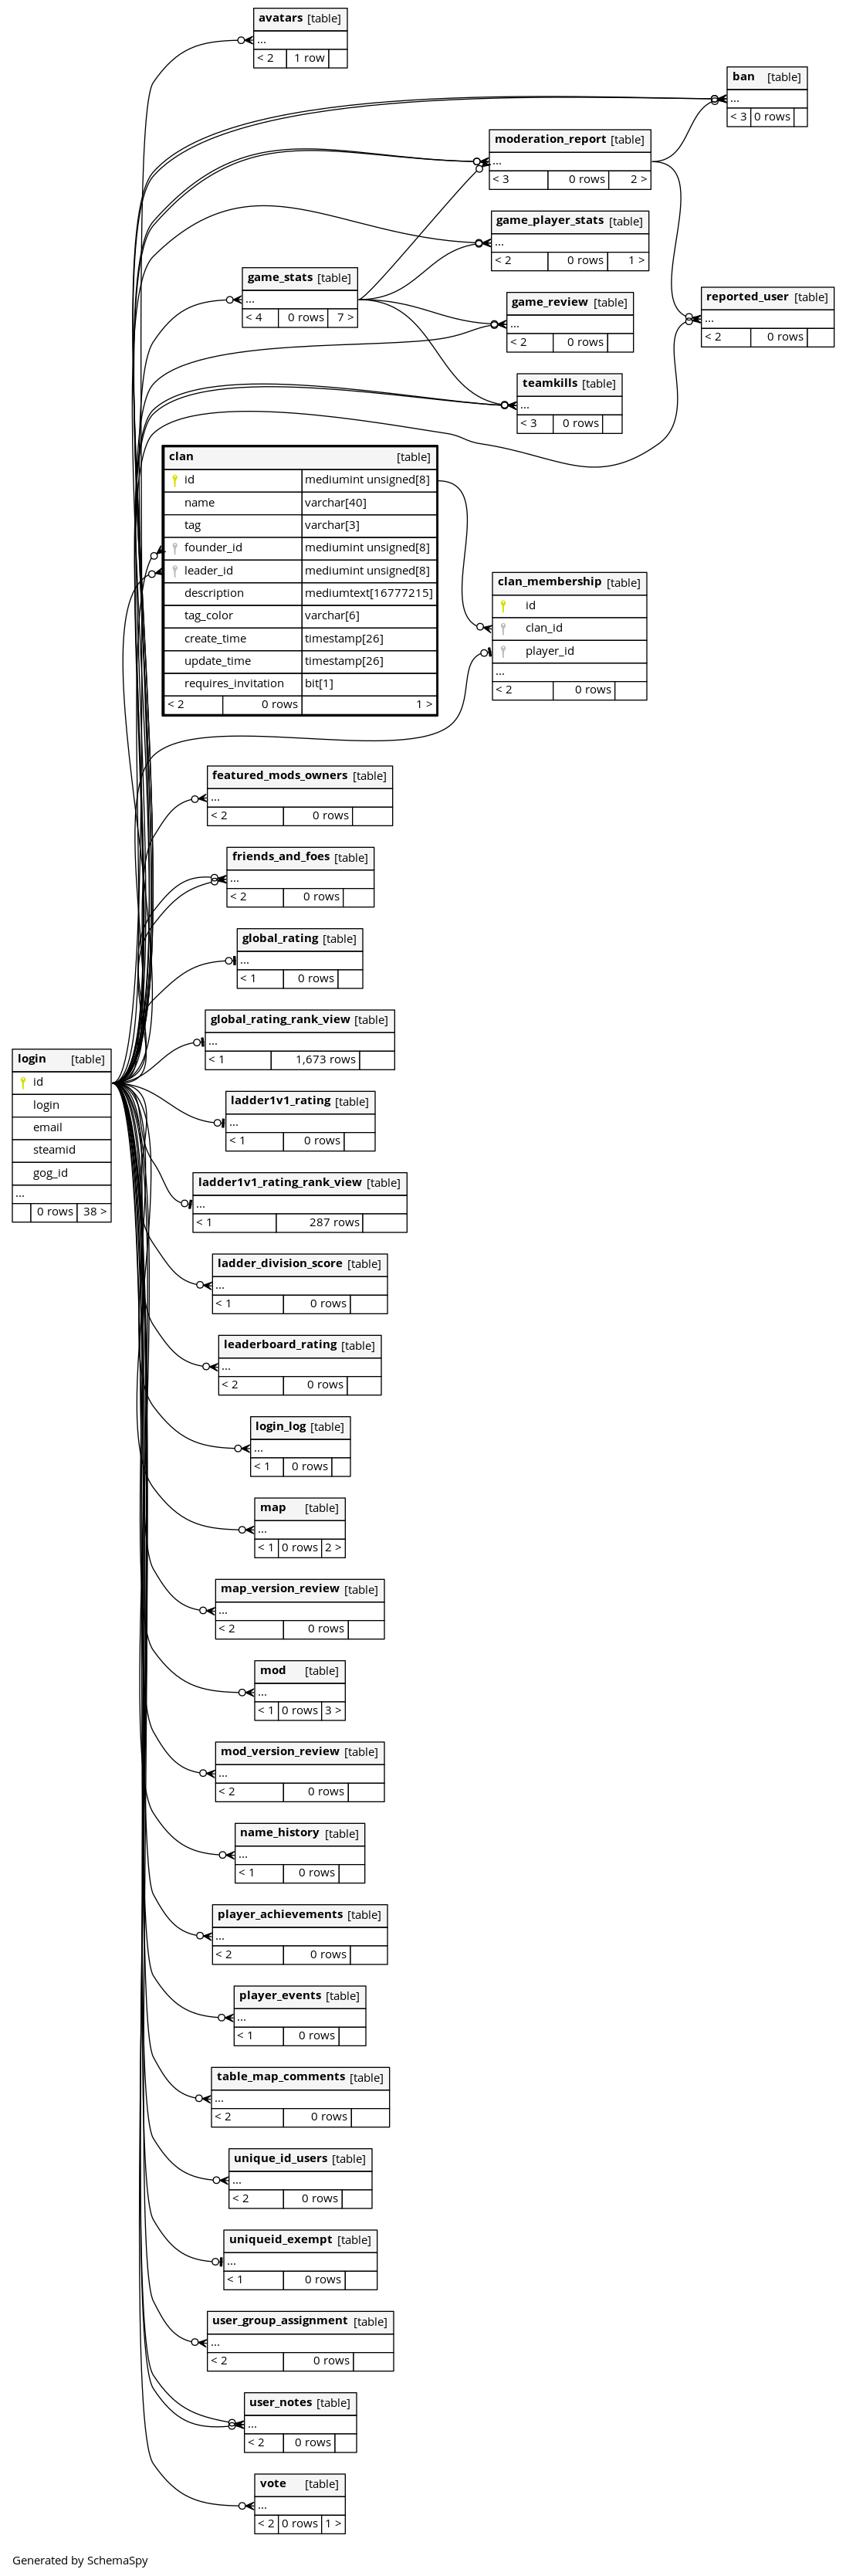 avatars [table]
...
< 2 1 row
ban [table]
...
< 3 0 rows
moderation_report [table]
...
< 3 0 rows 2 >
game_player_stats [table]
...
< 2 0 rows 1 >
game_stats [table]
...
< 4 0 rows 7 >
game_review [table]
...
< 2 0 rows
reported_user [table]
...
< 2 0 rows
teamkills [table]
...
< 3 0 rows
clan [table]
id mediumint unsigned[8]
name varchar[40]
tag varchar[3]
founder_id mediumint unsigned[8]
leader_id mediumint unsigned[8]
description mediumtext[16777215]
tag_color varchar[6]
create_time timestamp[26]
update_time timestamp[26]
requires_invitation bit[1]
< 2 0 rows 1 >
clan_membership [table]
id
clan_id
player_id
...
< 2 0 rows
featured_mods_owners [table]
...
< 2 0 rows
friends_and_foes [table]
...
< 2 0 rows
global_rating [table]
...
< 1 0 rows
global_rating_rank_view [table]
...
< 1 1,673 rows
login [table]
id
login
email
steamid
gog_id
...
0 rows 38 >
ladder1v1_rating [table]
...
< 1 0 rows
ladder1v1_rating_rank_view [table]
...
< 1 287 rows
ladder_division_score [table]
...
< 1 0 rows
leaderboard_rating [table]
...
< 2 0 rows
login_log [table]
...
< 1 0 rows
map [table]
...
< 1 0 rows 2 >
map_version_review [table]
...
< 2 0 rows
mod [table]
...
< 1 0 rows 3 >
mod_version_review [table]
...
< 2 0 rows
name_history [table]
...
< 1 0 rows
player_achievements [table]
...
< 2 0 rows
player_events [table]
...
< 1 0 rows
table_map_comments [table]
...
< 2 0 rows
unique_id_users [table]
...
< 2 0 rows
uniqueid_exempt [table]
...
< 1 0 rows
user_group_assignment [table]
...
< 2 0 rows
user_notes [table]
...
< 2 0 rows
vote [table]
...
< 2 0 rows 1 >
Generated by SchemaSpy